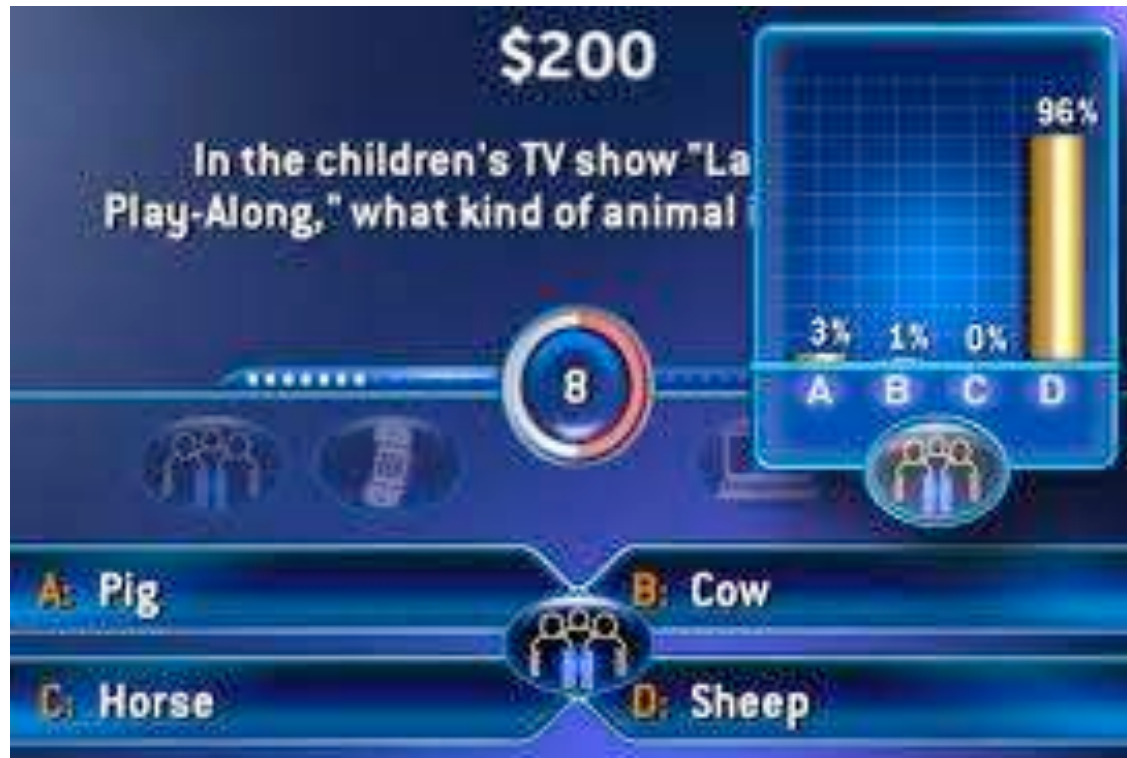 $200
In the children's TV show "La
Play-Along," what kind of animal i
96%
3% 1% 0%
A B C D
8
A: Pig
B: Cow
C: Horse
D: Sheep